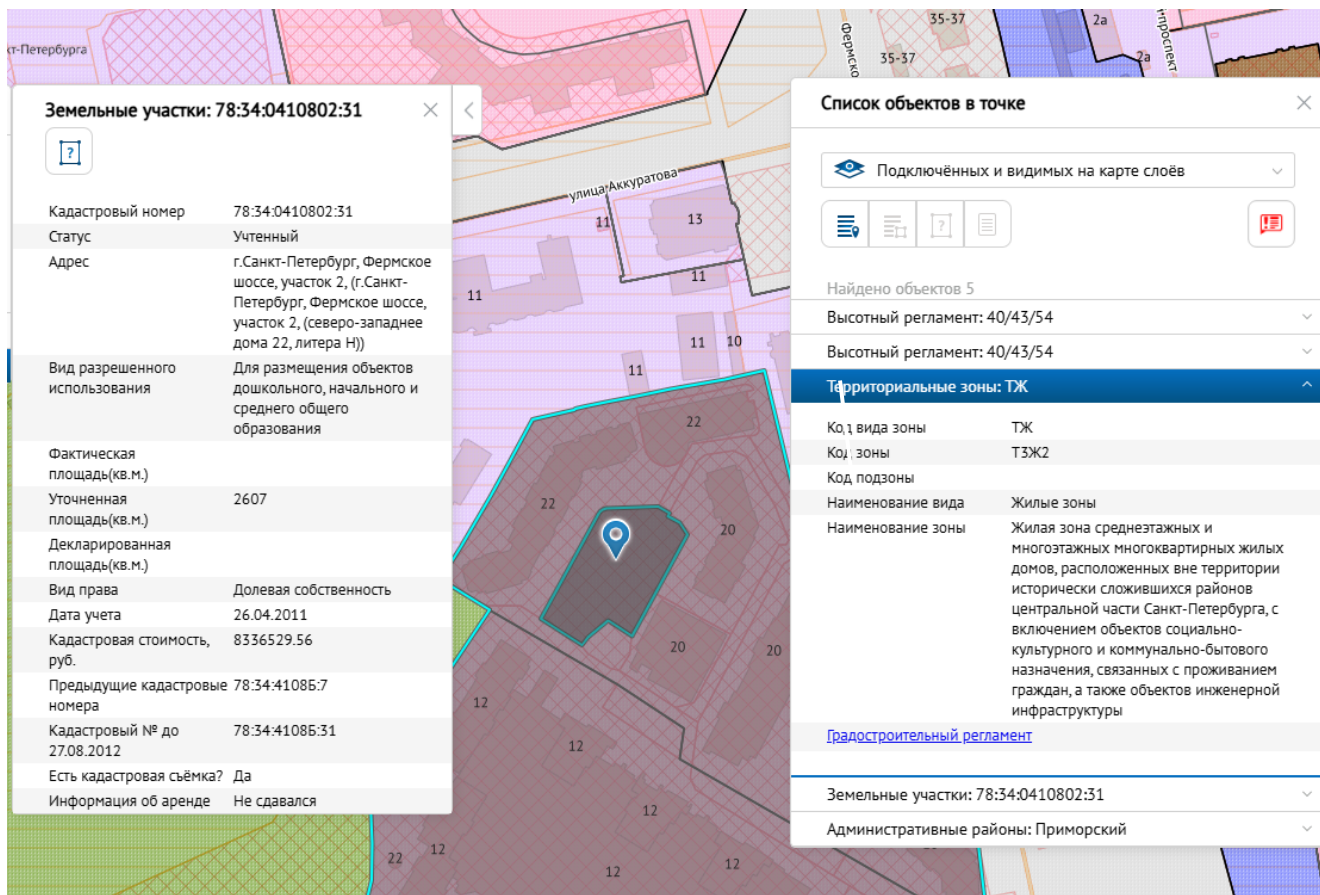 кт-Петербурга
Фермско
35-37
35-37
2а
н-проспект
2а
Земельные участки: 78:34:0410802:31
Кадастровый номер 78:34:0410802:31
Статус Учтенный
Адрес г.Санкт-Петербург, Фермское
шоссе, участок 2, (г.Санкт-
Петербург, Фермское шоссе,
участок 2, (северо-западнее
дома 22, литера Н))
Вид разрешенного Для размещения объектов
использования дошкольного, начального и
среднего общего
образования
Фактическая
площадь(кв.м.)
Уточненная 2607
площадь(кв.м.)
Декларированная
площадь(кв.м.)
Вид права Долевая собственность
Дата учета 26.04.2011
Кадастровая стоимость, 8336529.56
руб.
Предыдущие кадастровые 78:34:4108Б:7
номера
Кадастровый № до 78:34:4108Б:31
27.08.2012
Есть кадастровая съёмка? Да
Информация об аренде Не сдавался
улица Аккуратова
11
13
11
11
11
10
11
22
22
20
20
20
12
12
12
12
22
12
12
12
Список объектов в точке
Подключённых и видимых на карте слоёв
Найдено объектов 5
Высотный регламент: 40/43/54
Высотный регламент: 40/43/54
Территориальные зоны: ТЖ
Код вида зоны ТЖ
Код зоны Т3Ж2
Код подзоны
Наименование вида Жилые зоны
Наименование зоны Жилая зона среднеэтажных и
многоэтажных многоквартирных жилых
домов, расположенных вне территории
исторически сложившихся районов
центральной части Санкт-Петербурга, с
включением объектов социально-
культурного и коммунально-бытового
назначения, связанных с проживанием
граждан, а также объектов инженерной
инфраструктуры
Градостроительный регламент
Земельные участки: 78:34:0410802:31
Административные районы: Приморский